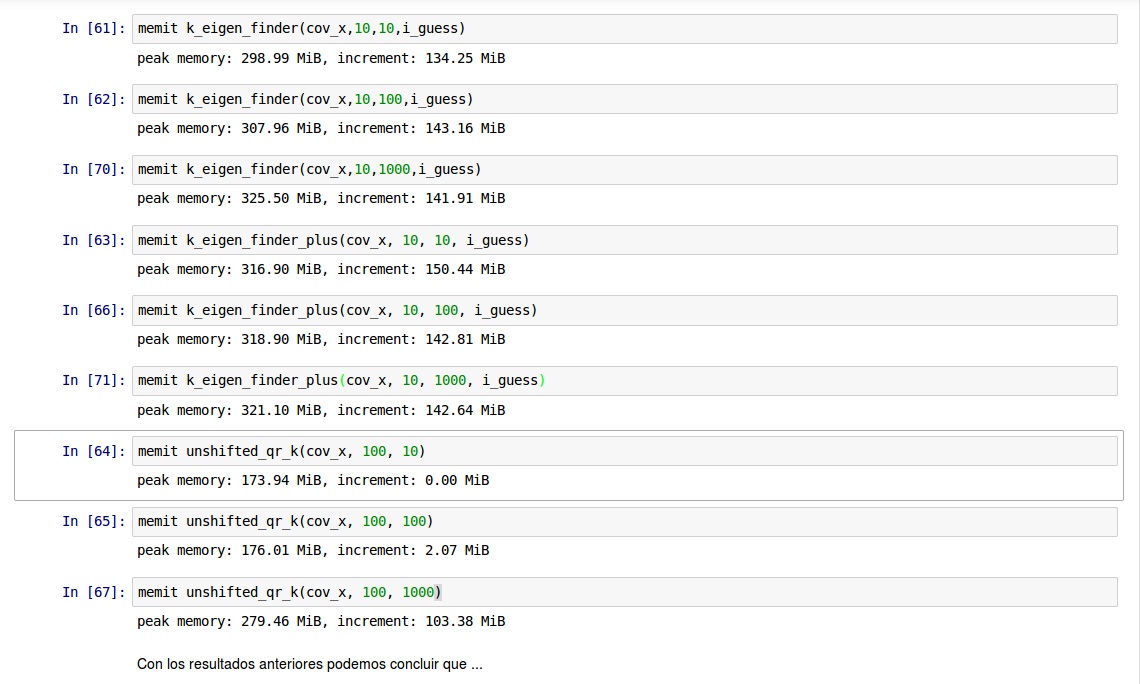 In [61]: memit k_eigen_finder(cov_x,10,10,i_guess)
peak memory: 298.99 MiB, increment: 134.25 MiB
In [62]: memit k_eigen_finder(cov_x,10,100,i_guess)
peak memory: 307.96 MiB, increment: 143.16 MiB
In [70]: memit k_eigen_finder(cov_x,10,1000,i_guess)
peak memory: 325.50 MiB, increment: 141.91 MiB
In [63]: memit k_eigen_finder_plus(cov_x, 10, 10, i_guess)
peak memory: 316.90 MiB, increment: 150.44 MiB
In [66]: memit k_eigen_finder_plus(cov_x, 10, 100, i_guess)
peak memory: 318.90 MiB, increment: 142.81 MiB
In [71]: memit k_eigen_finder_plus(cov_x, 10, 1000, i_guess)
peak memory: 321.10 MiB, increment: 142.64 MiB
In [64]: memit unshifted_qr_k(cov_x, 100, 10)
peak memory: 173.94 MiB, increment: 0.00 MiB
In [65]: memit unshifted_qr_k(cov_x, 100, 100)
peak memory: 176.01 MiB, increment: 2.07 MiB
In [67]: memit unshifted_qr_k(cov_x, 100, 1000)
peak memory: 279.46 MiB, increment: 103.38 MiB
Con los resultados anteriores podemos concluir que ...